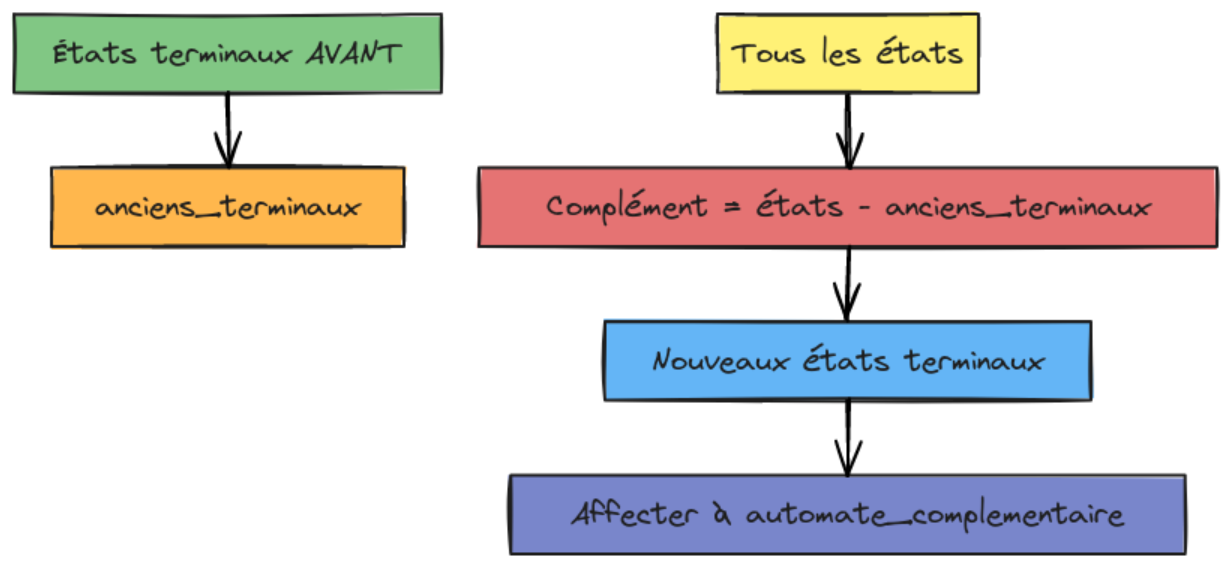 États terminaux AVANT
anciens_terminaux
Tous les états
Complément = états - anciens_terminaux
Nouveaux états terminaux
Affecter à automate_complementaire